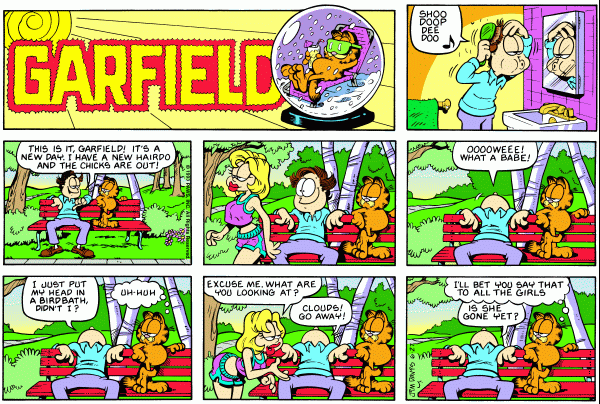 GARFIELD
SHOO
DOOP
DEE
DOO
THIS IS IT, GARFIELD! IT'S A
NEW DAY. I HAVE A NEW HAIRDO
AND THE CHICKS ARE OUT!
OOOOWEEE!
WHAT A BABE!
I JUST PUT
MY HEAD IN
A BIRDBATH,
DIDN'T I?
UH-HUH
EXCUSE ME. WHAT ARE
YOU LOOKING AT?
CLOUDS!
GO AWAY!
I'LL BET YOU SAY THAT
TO ALL THE GIRLS
IS SHE
GONE YET?
JIM DAVIS 6-27